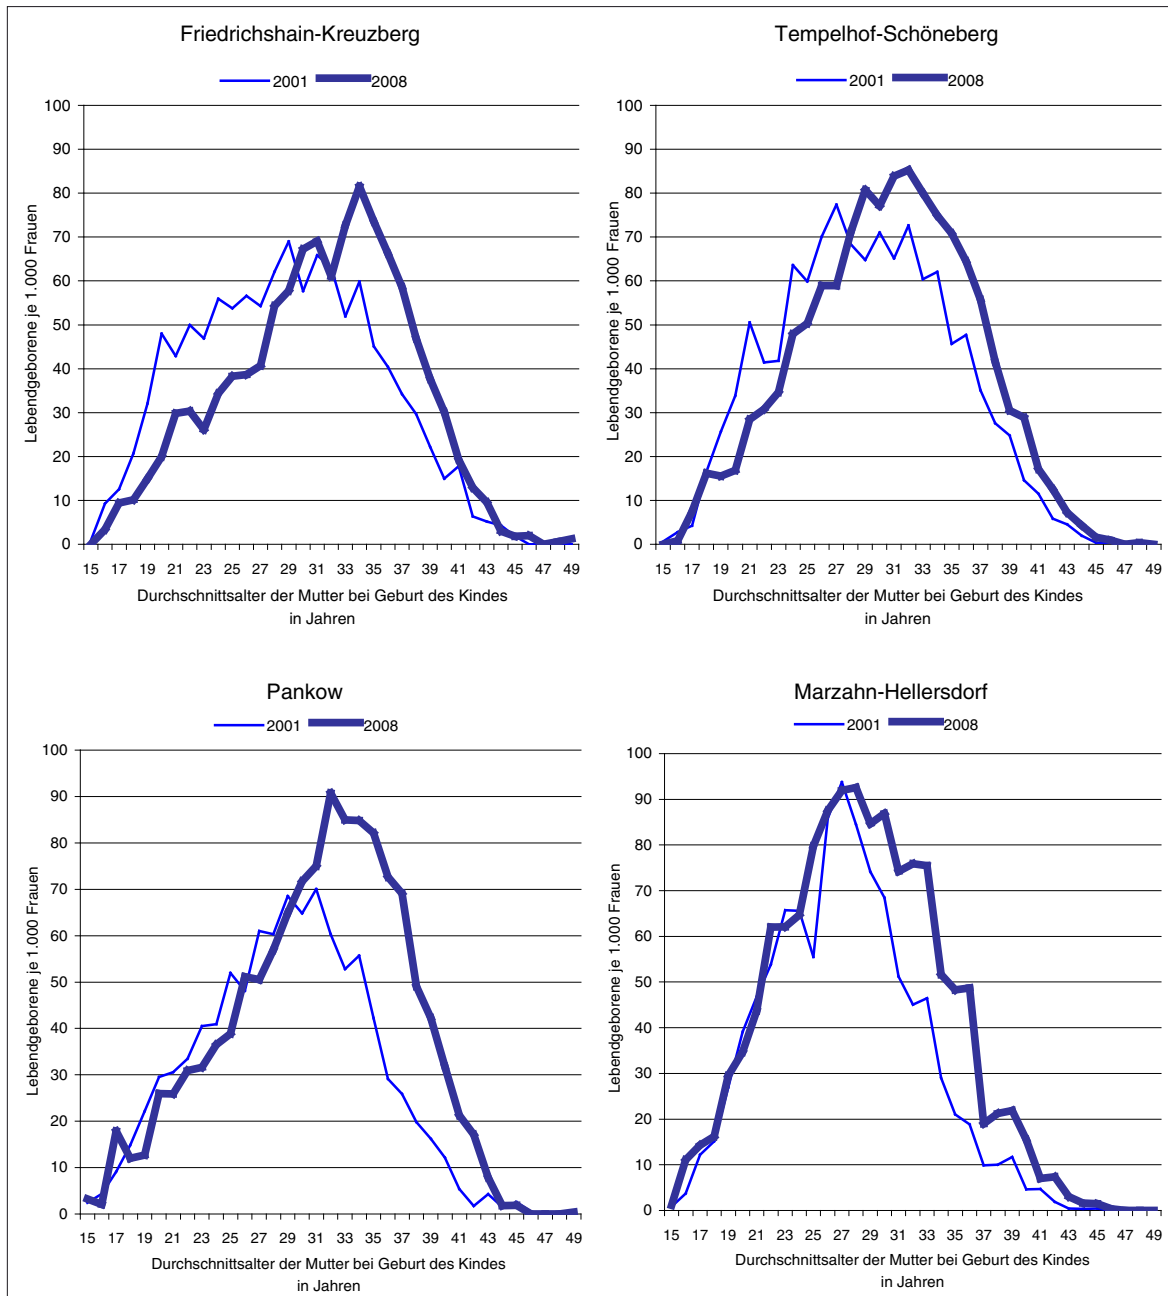 Friedrichshain-Kreuzberg
2001 2008
Lebendgeborene je 1.000 Frauen
100
90
80
70
60
50
40
30
20
10
0
15 17 19 21 23 25 27 29 31 33 35 37 39 41 43 45 47 49
Durchschnittsalter der Mutter bei Geburt des Kindes
in Jahren
Tempelhof-Schöneberg
2001 2008
Lebendgeborene je 1.000 Frauen
100
90
80
70
60
50
40
30
20
10
0
15 17 19 21 23 25 27 29 31 33 35 37 39 41 43 45 47 49
Durchschnittsalter der Mutter bei Geburt des Kindes
in Jahren
Pankow
2001 2008
Lebendgeborene je 1.000 Frauen
100
90
80
70
60
50
40
30
20
10
0
15 17 19 21 23 25 27 29 31 33 35 37 39 41 43 45 47 49
Durchschnittsalter der Mutter bei Geburt des Kindes
in Jahren
Marzahn-Hellersdorf
2001 2008
Lebendgeborene je 1.000 Frauen
100
90
80
70
60
50
40
30
20
10
0
15 17 19 21 23 25 27 29 31 33 35 37 39 41 43 45 47 49
Durchschnittsalter der Mutter bei Geburt des Kindes
in Jahren